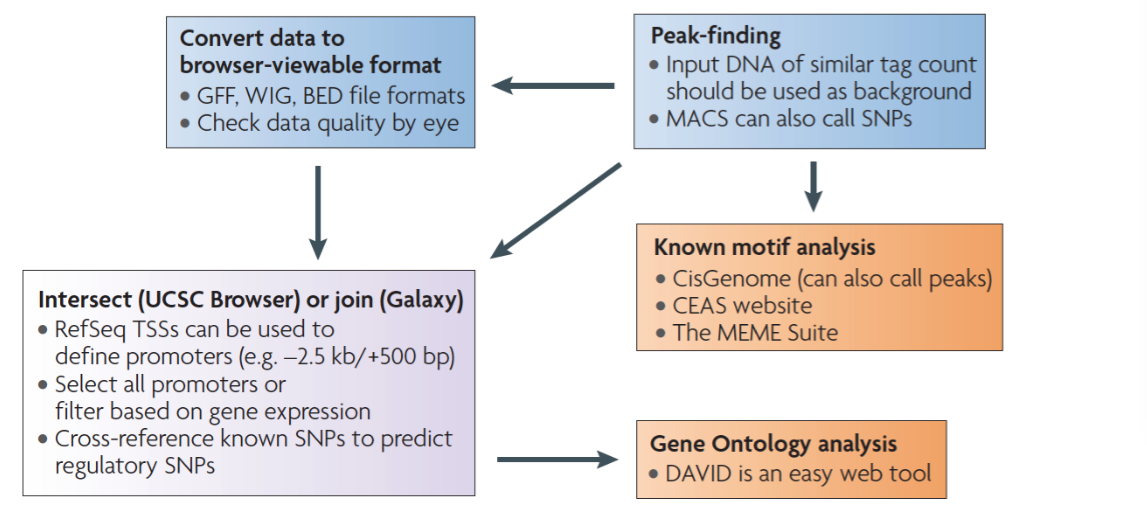 Convert data to
browser-viewable format
• GFF, WIG, BED file formats
• Check data quality by eye
Peak-finding
• Input DNA of similar tag count
should be used as background
• MACS can also call SNPs
Intersect (UCSC Browser) or join (Galaxy)
• RefSeq TSSs can be used to
define promoters (e.g. –2.5 kb/+500 bp)
• Select all promoters or
filter based on gene expression
• Cross-reference known SNPs to predict
regulatory SNPs
Known motif analysis
• CisGenome (can also call peaks)
• CEAS website
• The MEME Suite
Gene Ontology analysis
• DAVID is an easy web tool